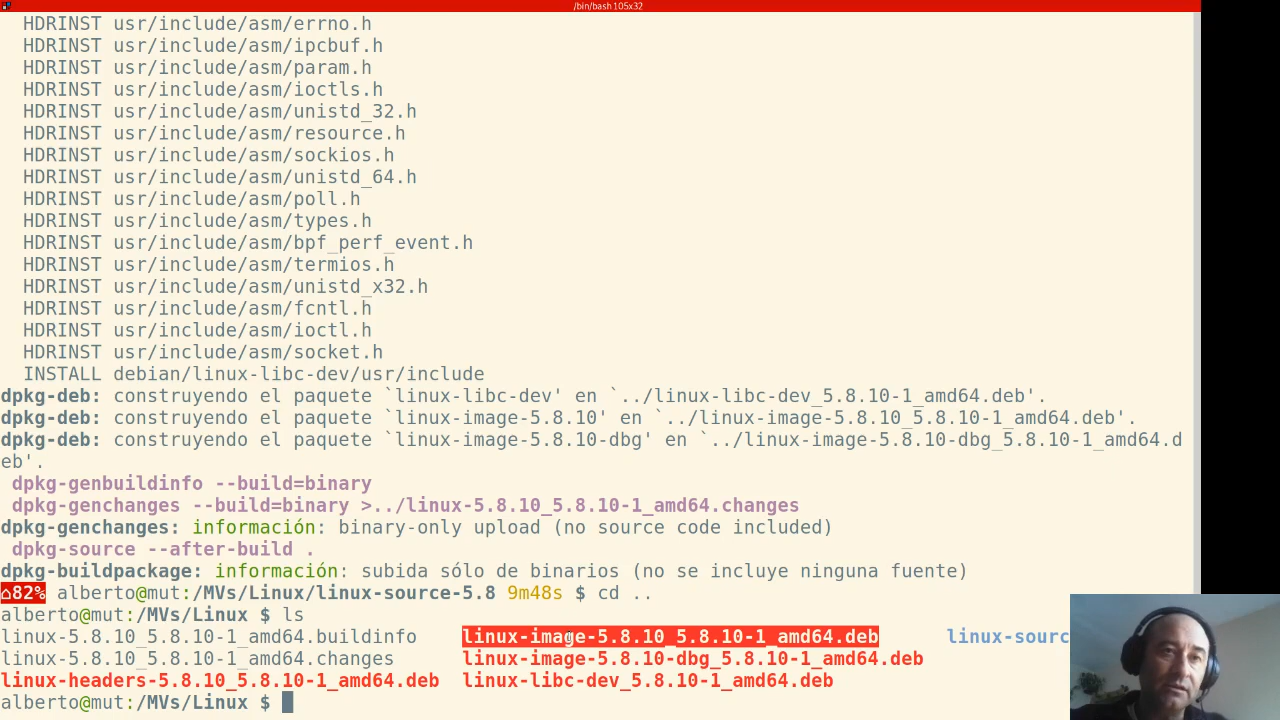 /bin/bash 105x32
HDRINST usr/include/asm/errno.h
HDRINST usr/include/asm/ipcbuf.h
HDRINST usr/include/asm/param.h
HDRINST usr/include/asm/ioctls.h
HDRINST usr/include/asm/unistd_32.h
HDRINST usr/include/asm/resource.h
HDRINST usr/include/asm/sockios.h
HDRINST usr/include/asm/unistd_64.h
HDRINST usr/include/asm/poll.h
HDRINST usr/include/asm/types.h
HDRINST usr/include/asm/bpf_perf_event.h
HDRINST usr/include/asm/termios.h
HDRINST usr/include/asm/unistd_x32.h
HDRINST usr/include/asm/fcntl.h
HDRINST usr/include/asm/ioctl.h
HDRINST usr/include/asm/socket.h
INSTALL debian/linux-libc-dev/usr/include
dpkg-deb: construyendo el paquete `linux-libc-dev' en `../linux-libc-dev_5.8.10-1_amd64.deb'.
dpkg-deb: construyendo el paquete `linux-image-5.8.10' en `../linux-image-5.8.10_5.8.10-1_amd64.deb'.
dpkg-deb: construyendo el paquete `linux-image-5.8.10-dbg' en `../linux-image-5.8.10-dbg_5.8.10-1_amd64.d
eb'.
dpkg-genbuildinfo --build=binary
dpkg-genchanges --build=binary >../linux-5.8.10_5.8.10-1_amd64.changes
dpkg-genchanges: información: binary-only upload (no source code included)
dpkg-source --after-build .
dpkg-buildpackage: información: subida sólo de binarios (no se incluye ninguna fuente)
⌂82% alberto@mut:/MVs/Linux/linux-source-5.8 9m48s $ cd ..
alberto@mut:/MVs/Linux $ ls
linux-5.8.10_5.8.10-1_amd64.buildinfo linux-image-5.8.10_5.8.10-1_amd64.deb linux-sourc
linux-5.8.10_5.8.10-1_amd64.changes linux-image-5.8.10-dbg_5.8.10-1_amd64.deb
linux-headers-5.8.10_5.8.10-1_amd64.deb linux-libc-dev_5.8.10-1_amd64.deb
alberto@mut:/MVs/Linux $